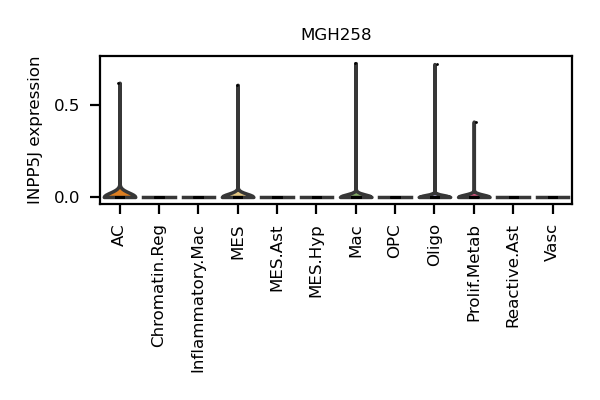 MGH258
INPP5J expression
0.5
0.0
AC
Chromatin.Reg
Inflammatory.Mac
MES
MES.Ast
MES.Hyp
Mac
OPC
Oligo
Prolif.Metab
Reactive.Ast
Vasc